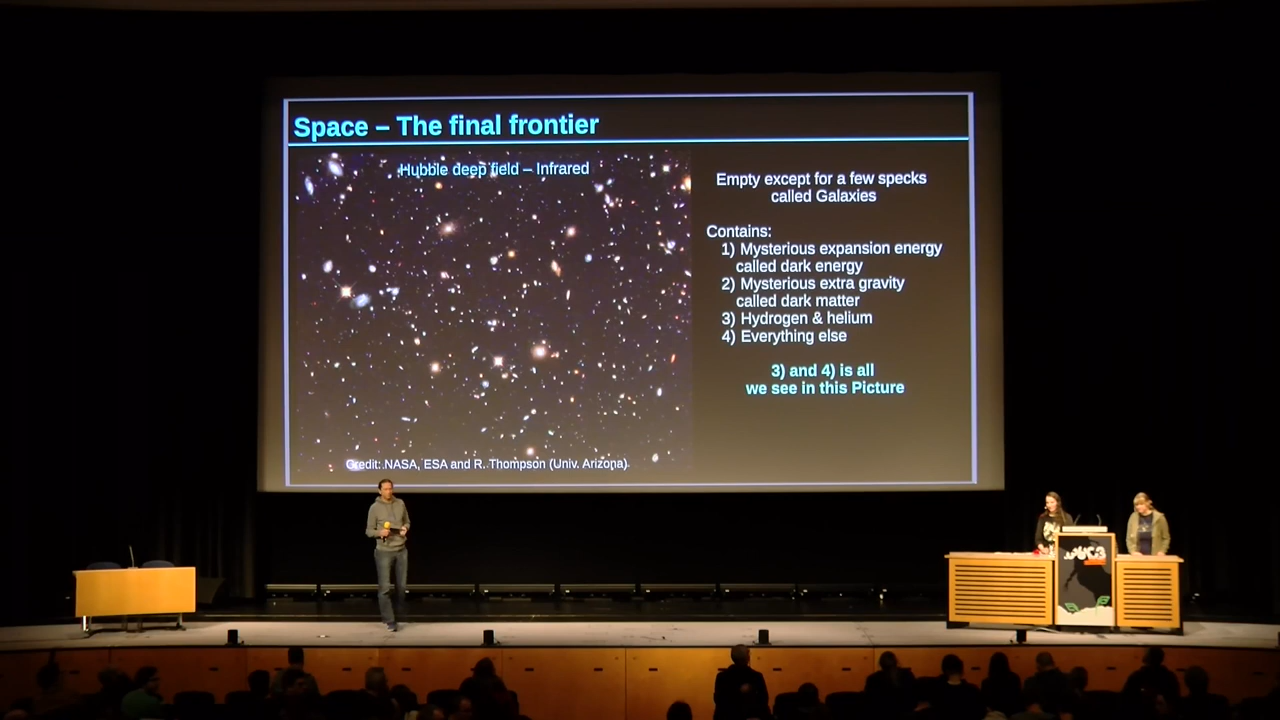 Space – The final frontier
Hubble deep field – Infrared
Credit: NASA, ESA and R. Thompson (Univ. Arizona)
Empty except for a few specks
called Galaxies
Contains:
1) Mysterious expansion energy
called dark energy
2) Mysterious extra gravity
called dark matter
3) Hydrogen & helium
4) Everything else
3) and 4) is all
we see in this Picture